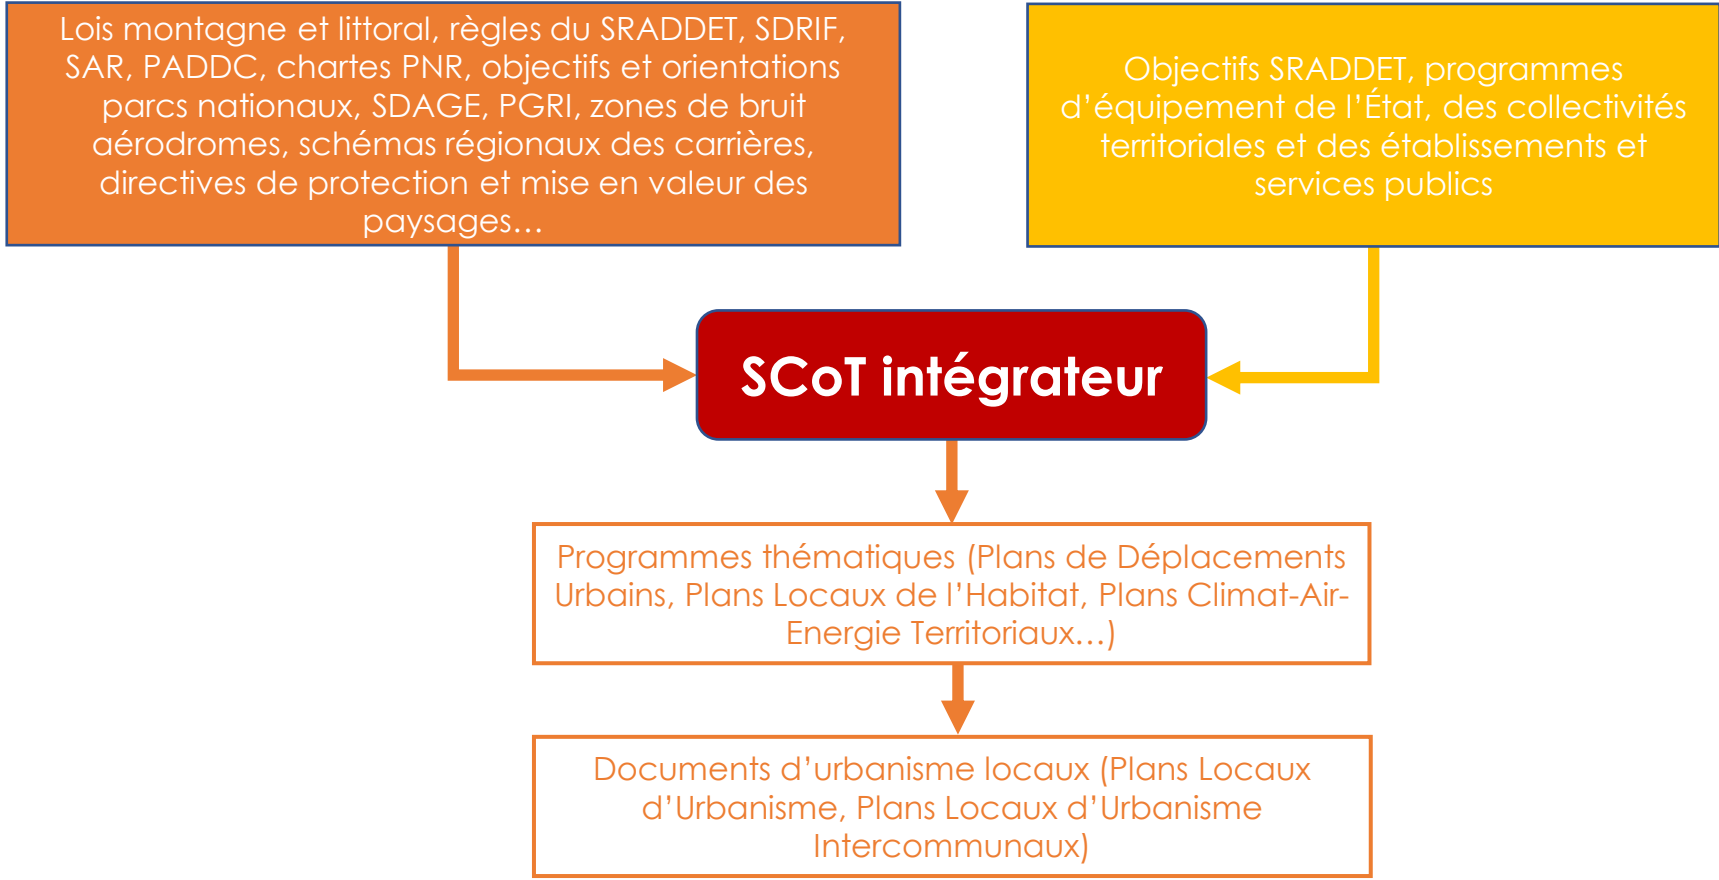 Lois montagne et littoral, règles du SRADDET, SDRIF,
SAR, PADDC, chartes PNR, objectifs et orientations
parcs nationaux, SDAGE, PGRI, zones de bruit
aérodromes, schémas régionaux des carrières,
directives de protection et mise en valeur des
paysages…
Objectifs SRADDET, programmes
d’équipement de l’État, des collectivités
territoriales et des établissements et
services publics
SCoT intégrateur
Programmes thématiques (Plans de Déplacements
Urbains, Plans Locaux de l’Habitat, Plans Climat-Air-
Energie Territoriaux…)
Documents d’urbanisme locaux (Plans Locaux
d’Urbanisme, Plans Locaux d’Urbanisme
Intercommunaux)